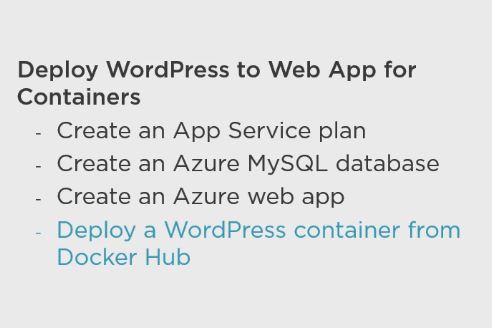 Deploy WordPress to Web App for
Containers
- Create an App Service plan
- Create an Azure MySQL database
- Create an Azure web app
- Deploy a WordPress container from
Docker Hub